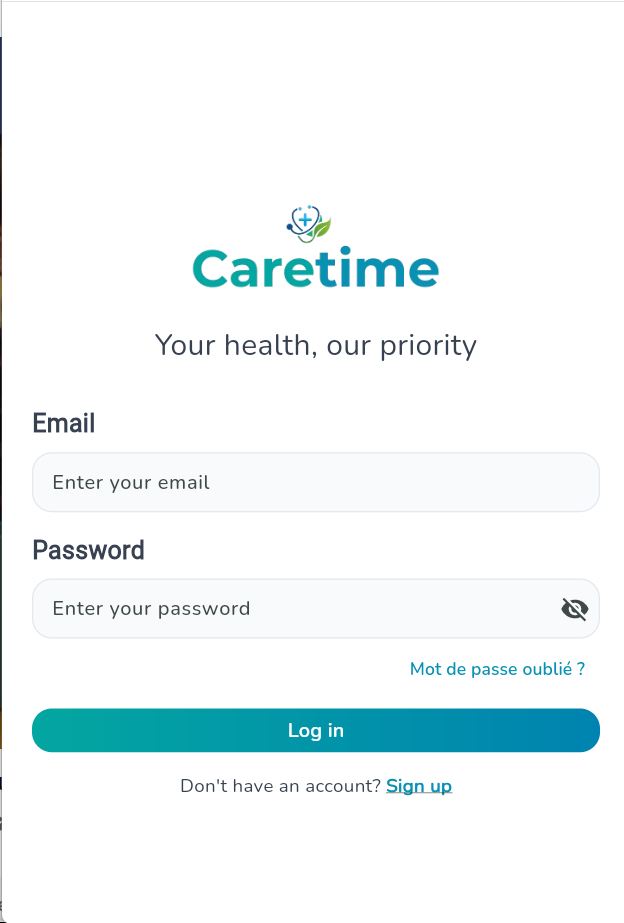 Caretime
Your health, our priority
Email
Enter your email
Password
Enter your password
Mot de passe oublié ?
Log in
Don't have an account? Sign up